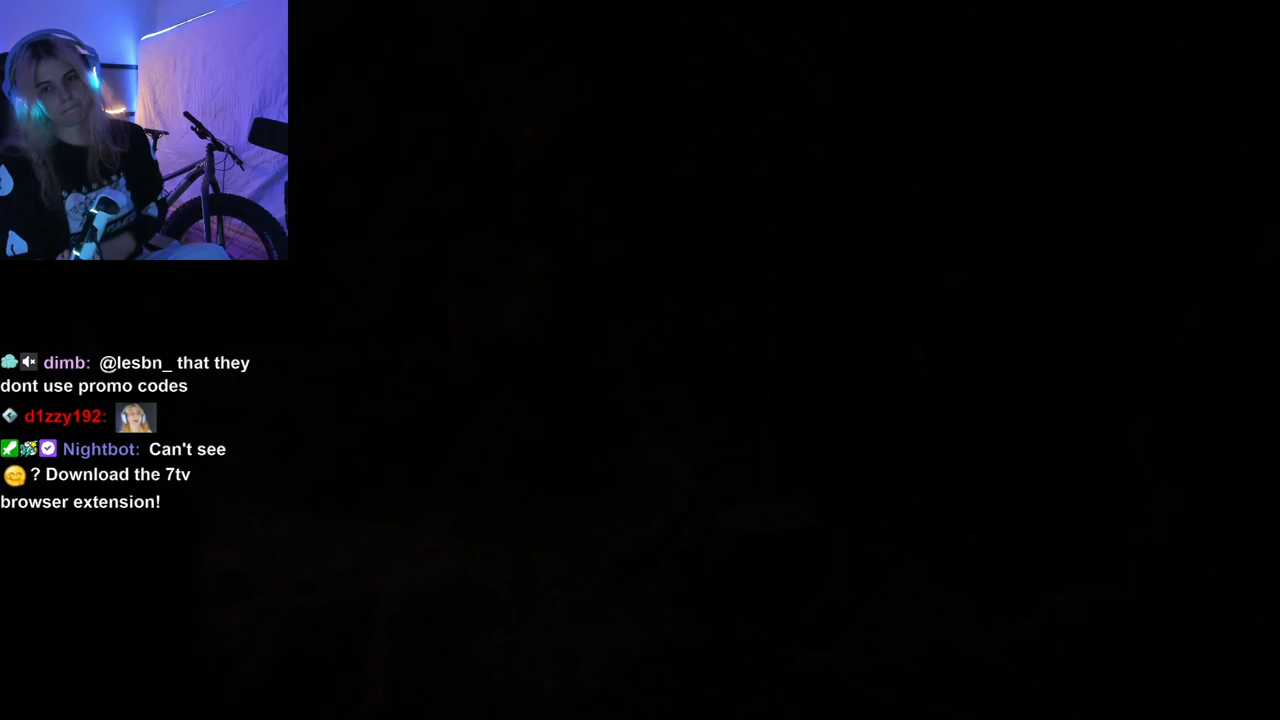 dimb: @lesbn_ that they
dont use promo codes
d1zzy192:
Nightbot: Can't see
? Download the 7tv
browser extension!